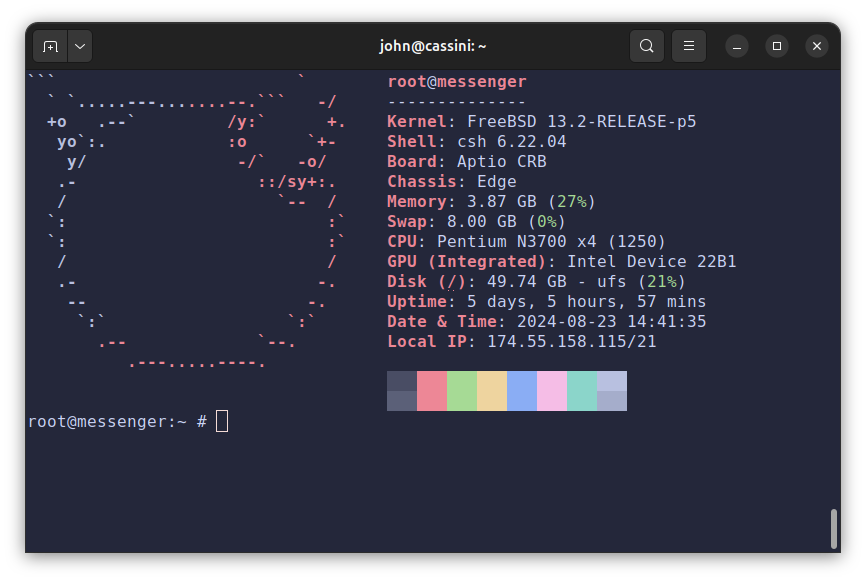 john@cassini: ~
```                        `
  ` `.....---.......--.```   -/
  +o   .--`         /y:`      +.
   yo`:.            :o      `+-
    y/               -/`   -o/
   .-                  ::/sy+:.
   /                     `--  /
  `:                          :`
  `:                          :`
   /                          /
   .-                        -.
    --                      -.
     `:`                  `:`
       .--             `--.
          .---.....----.
root@messenger
--------------
Kernel: FreeBSD 13.2-RELEASE-p5
Shell: csh 6.22.04
Board: Aptio CRB
Chassis: Edge
Memory: 3.87 GB (27%)
Swap: 8.00 GB (0%)
CPU: Pentium N3700 x4 (1250)
GPU (Integrated): Intel Device 22B1
Disk (/): 49.74 GB - ufs (21%)
Uptime: 5 days, 5 hours, 57 mins
Date & Time: 2024-08-23 14:41:35
Local IP: 174.55.158.115/21
root@messenger:~ #